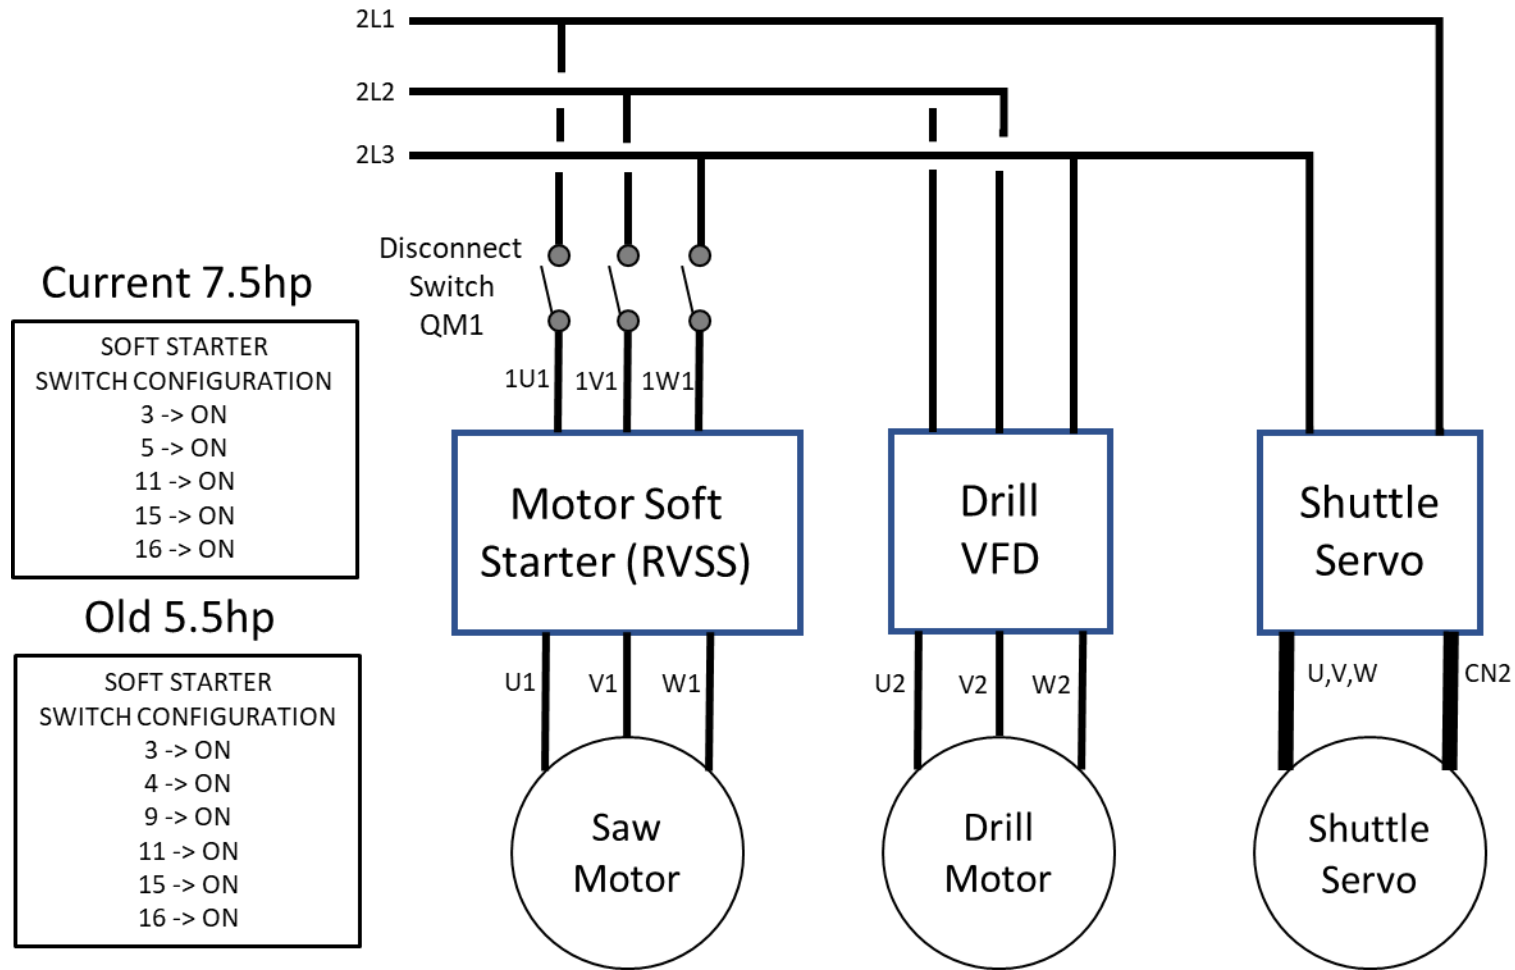 2L1
2L2
2L3
Disconnect
Switch
QM1
Current 7.5hp
SOFT STARTER
SWITCH CONFIGURATION
3 -> ON
5 -> ON
11 -> ON
15 -> ON
16 -> ON
Old 5.5hp
SOFT STARTER
SWITCH CONFIGURATION
3 -> ON
4 -> ON
9 -> ON
11 -> ON
15 -> ON
16 -> ON
1U1 1V1 1W1
Motor Soft
Starter (RVSS)
Drill
VFD
Shuttle
Servo
U1 V1 W1
U2 V2 W2
U,V,W CN2
Saw
Motor
Drill
Motor
Shuttle
Servo